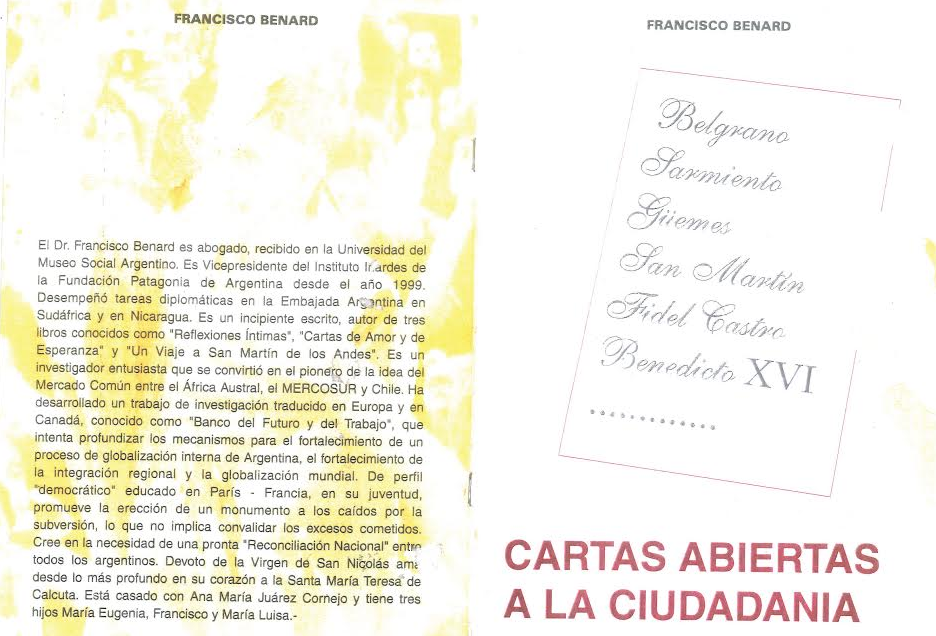 FRANCISCO BENARD
El Dr. Francisco Benard es abogado, recibido en la Universidad del
Museo Social Argentino. Es Vicepresidente del Instituto de
la Fundación Patagonia de Argentina desde el año 1999.
Desempeñó tareas diplomáticas en la Embajada Argentina en
Sudáfrica y en Nicaragua. Es un incipiente escrito, autor de tres
libros conocidos como "Reflexiones Íntimas", "Cartas de Amor y de
Esperanza" y "Un Viaje a San Martín de los Andes". Es un
investigador entusiasta que se convirtió en el pionero de la idea del
Mercado Común entre el África Austral, el MERCOSUR y Chile. Ha
desarrollado un trabajo de investigación traducido en Europa y en
Canadá, conocido como "Banco del Futuro y del Trabajo", que
intenta profundizar los mecanismos para el fortalecimiento de un
proceso de globalización interna de Argentina, el fortalecimiento de
la integración regional y la globalización mundial. De perfil
"democrático" educado en París - Francia, en su juventud,
promueve la erección de un monumento a los caídos por la
subversión, lo que no implica convalidar los excesos cometidos.
Cree en la necesidad de una pronta "Reconciliación Nacional" entre
todos los argentinos. Devoto de la Virgen de San Nicolás ama
desde lo más profundo en su corazón a la Santa María Teresa de
Calcuta. Está casado con Ana María Juárez Cornejo y tiene tres
hijos María Eugenia, Francisco y María Luisa.-
FRANCISCO BENARD
Belgrano
Sarmiento
Güemes
San Martín
Fidel Castro
Benedicto XVI
.............
CARTAS ABIERTAS
A LA CIUDADANIA